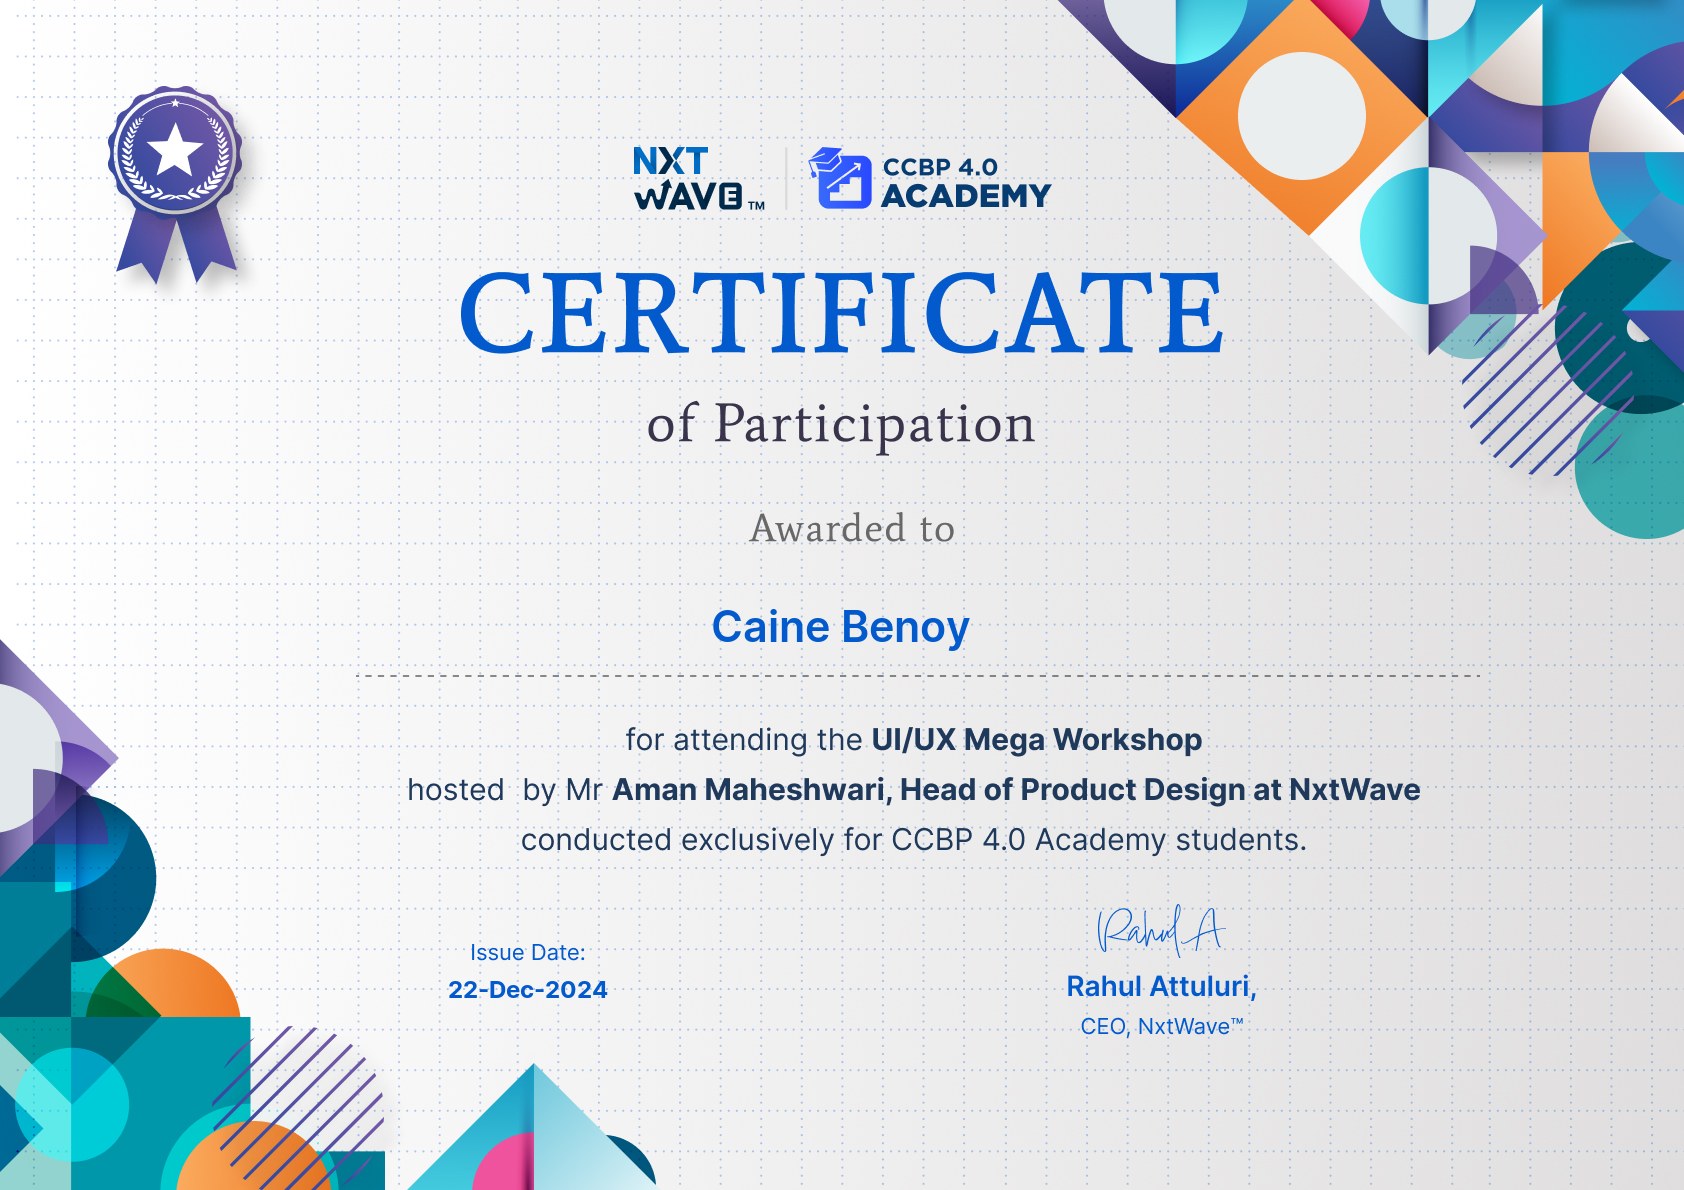 NXT
WAVE™
CCBP 4.0
ACADEMY
CERTIFICATE
of Participation
Awarded to
Caine Benoy
for attending the UI/UX Mega Workshop
hosted by Mr Aman Maheshwari, Head of Product Design at NxtWave
conducted exclusively for CCBP 4.0 Academy students.
Issue Date:
22-Dec-2024
Rahul A
Rahul Attuluri,
CEO, NxtWave™